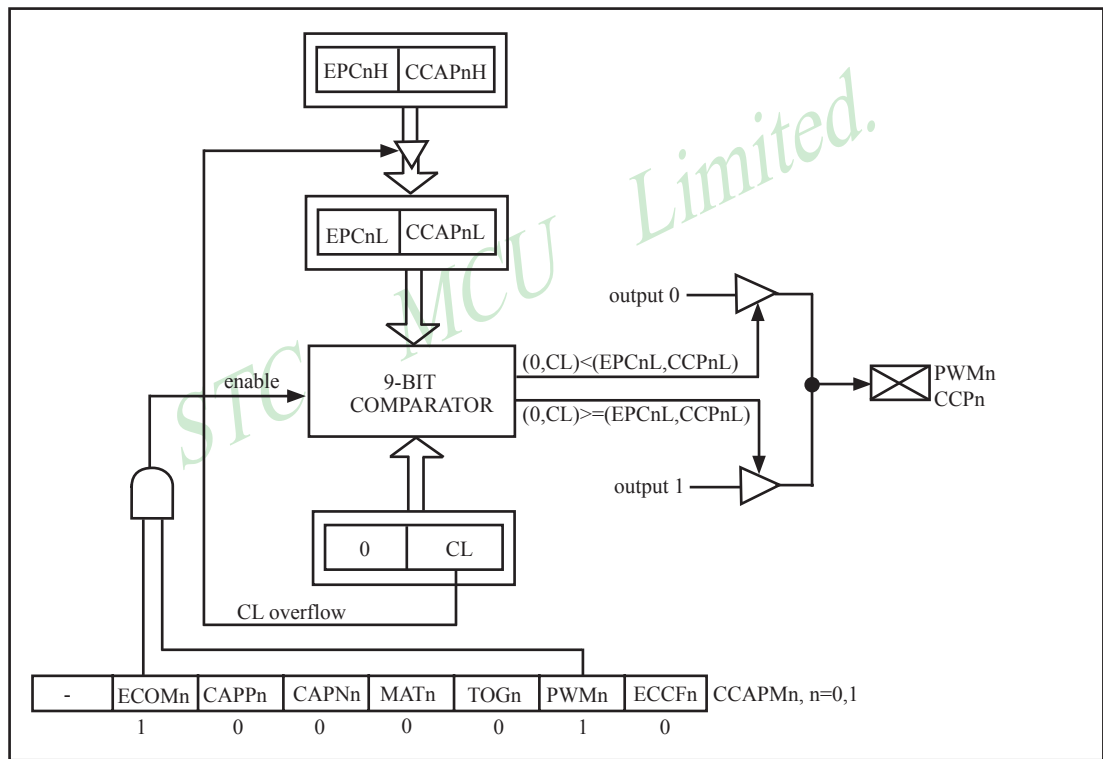 EPCnH CCAPnH
EPCnL CCAPnL
output 0
(0,CL)<(EPCnL,CCPnL)
enable
9-BIT
COMPARATOR
PWMn
CCPn
(0,CL)>=(EPCnL,CCPnL)
output 1
0 CL
CL overflow
- ECOMn CAPPn CAPNn MATn TOGn PWMn ECCFn CCAPMn, n=0,1
1 0 0 0 0 1 0
STC MCU Limited.